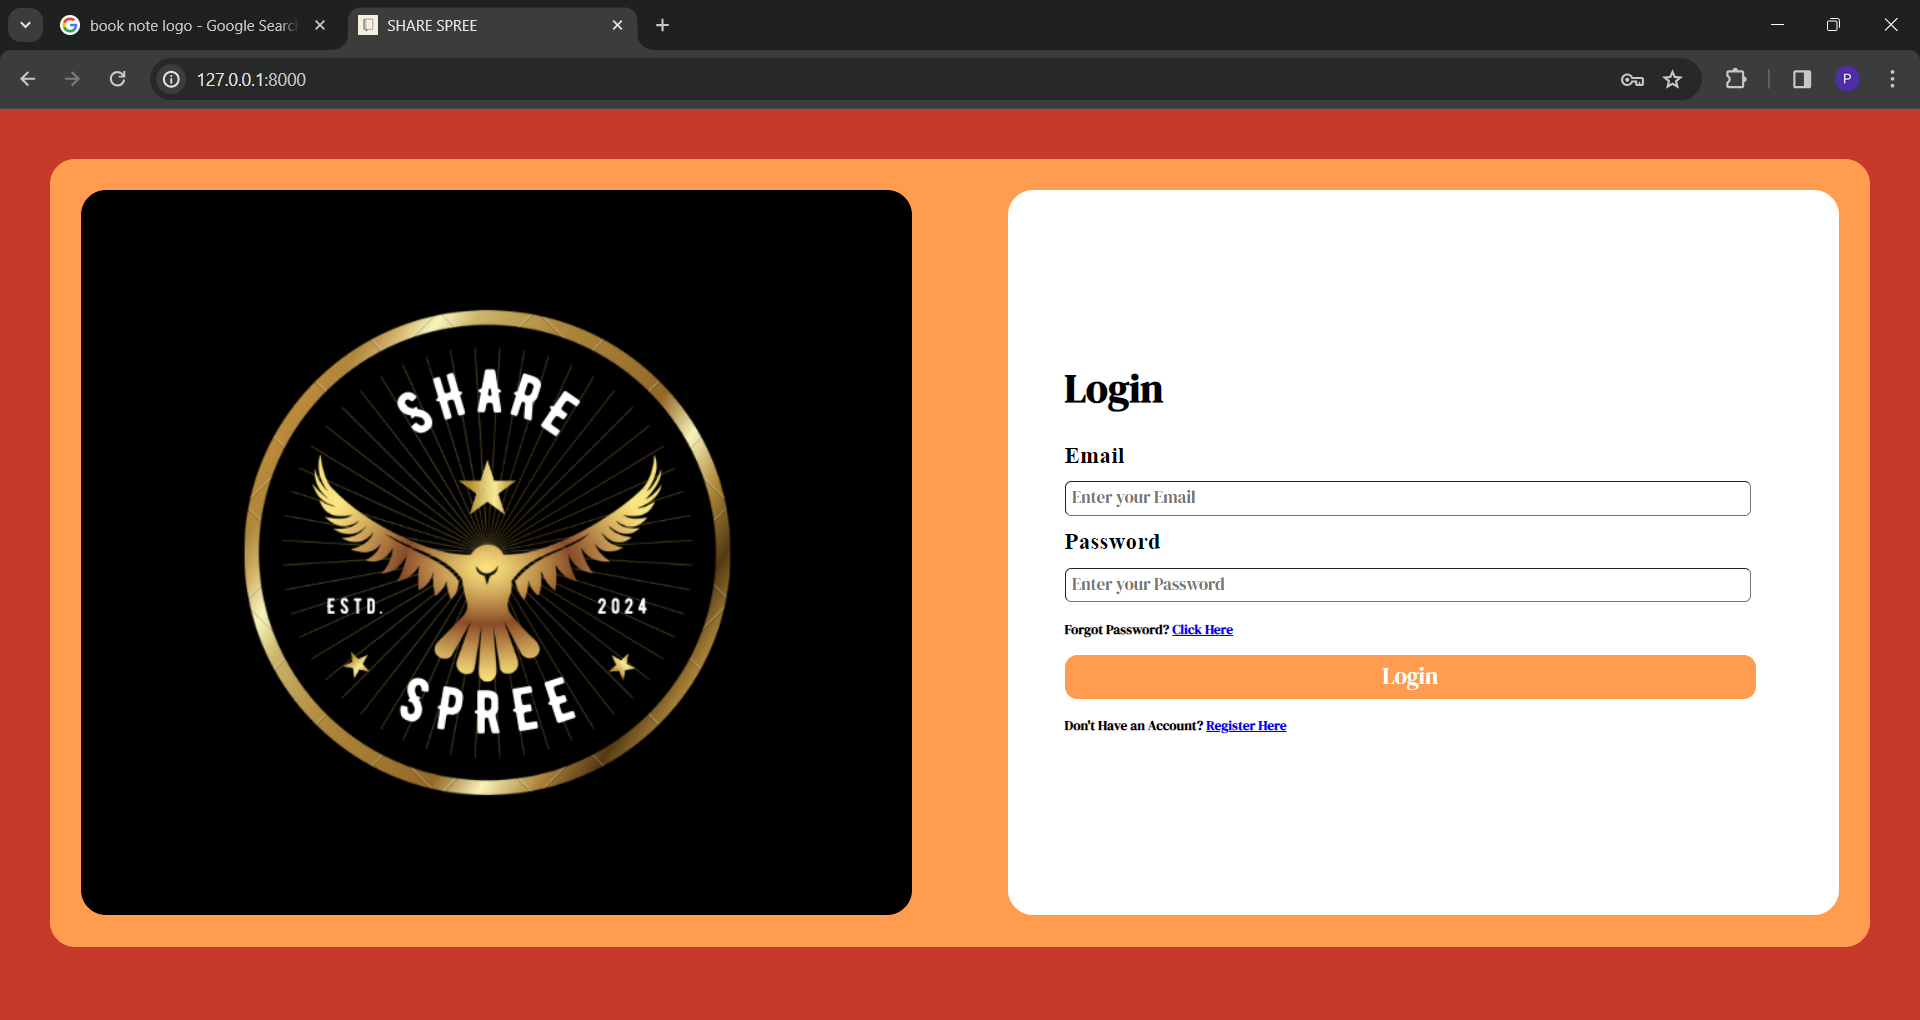 book note logo - Google Searc
SHARE SPREE
127.0.0.1:8000
P
SHARE
ESTD.
2024
SPREE
Login
Email
Enter your Email
Password
Enter your Password
Forgot Password? Click Here
Login
Don't Have an Account? Register Here